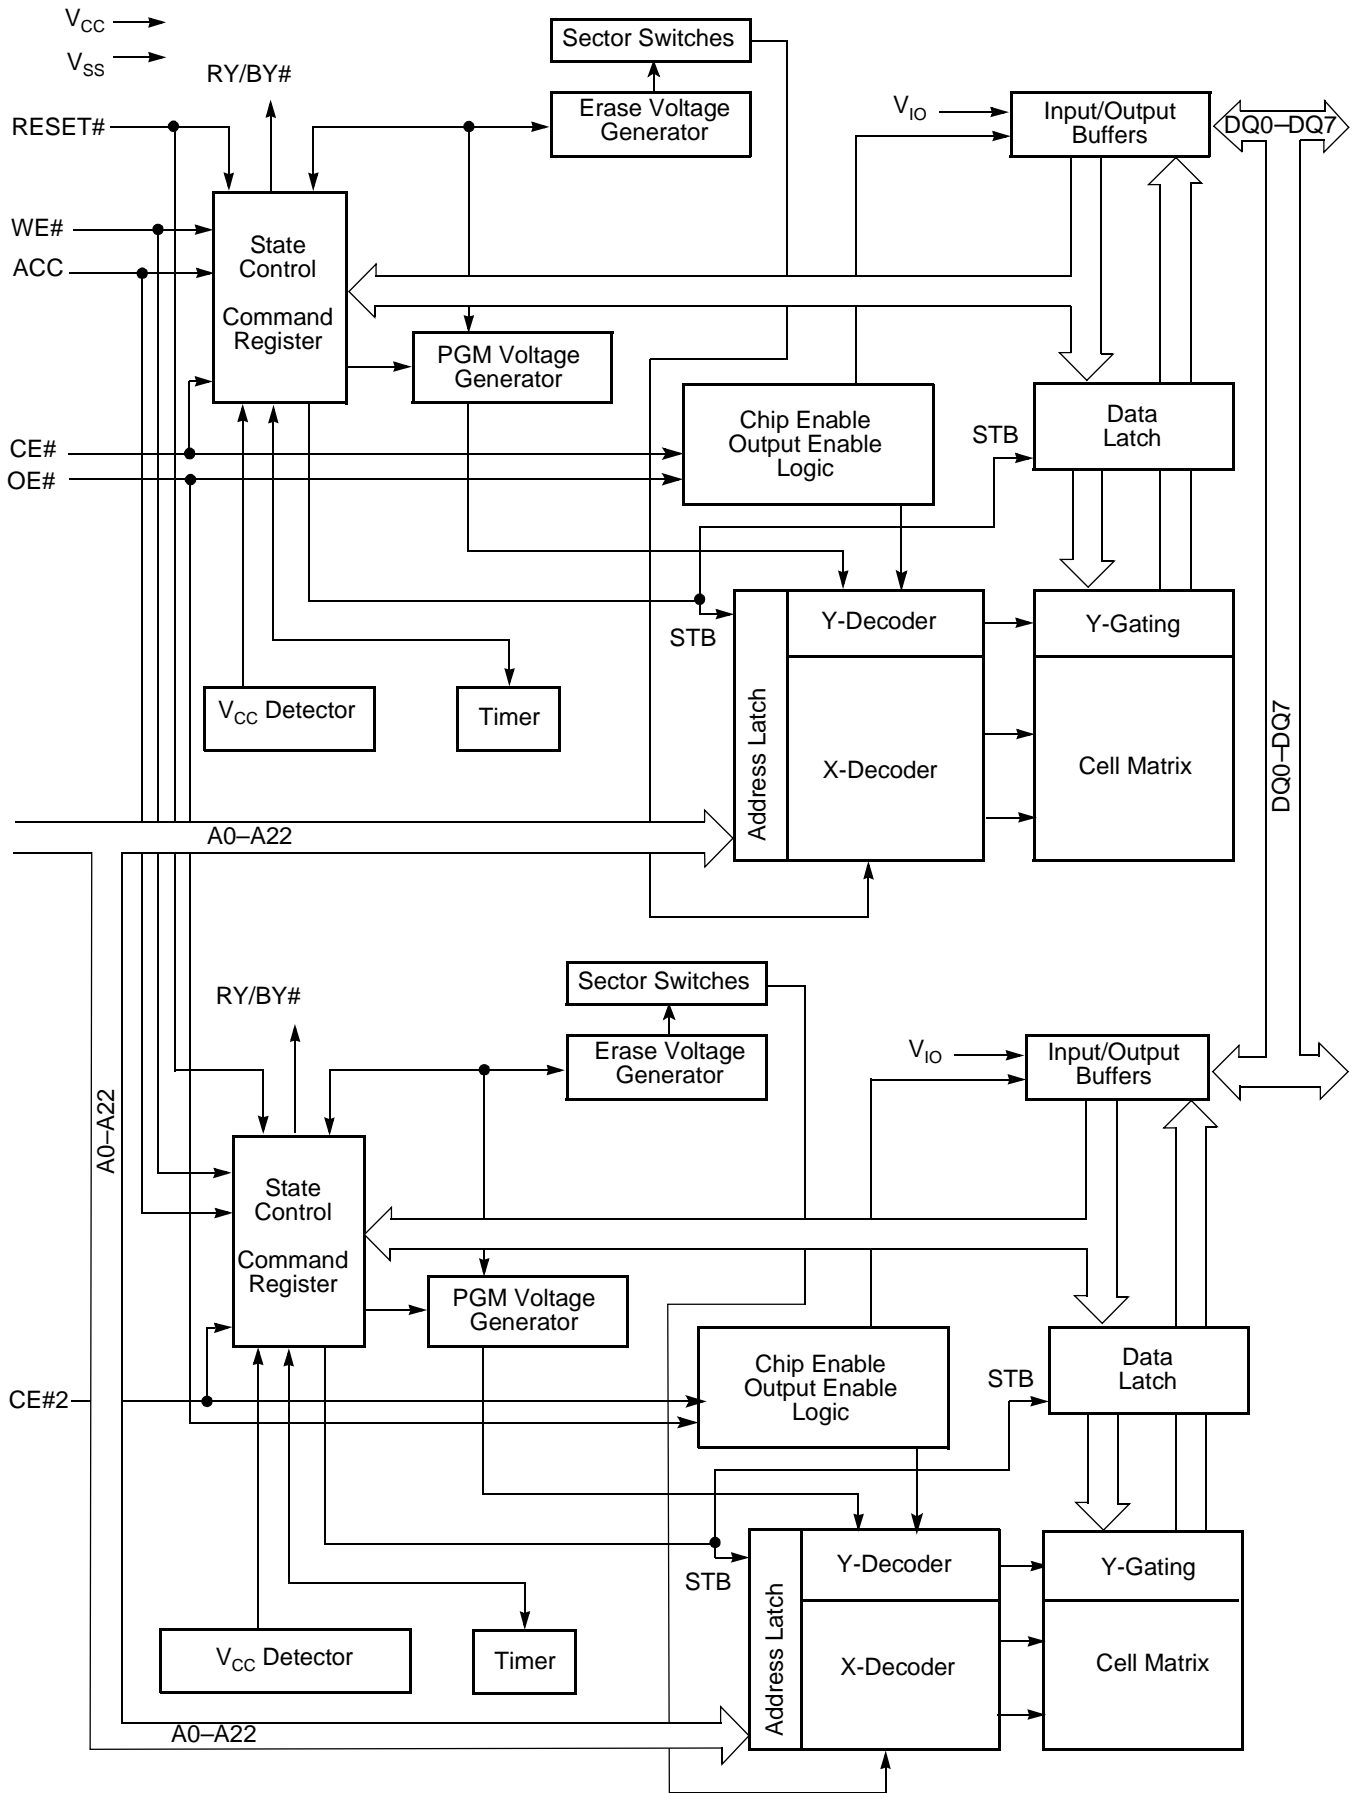 VCC
VSS
RY/BY#
Sector Switches
Erase Voltage
Generator
VIO
Input/Output
Buffers
DQ0–DQ7
RESET#
WE#
ACC
State
Control
Command
Register
PGM Voltage
Generator
Chip Enable
Output Enable
Logic
STB
Data
Latch
CE#
OE#
STB
Y-Decoder
Y-Gating
VCC Detector
Timer
Address Latch
X-Decoder
Cell Matrix
DQ0–DQ7
A0–A22
Sector Switches
RY/BY#
Erase Voltage
Generator
VIO
Input/Output
Buffers
A0–A22
State
Control
Command
Register
PGM Voltage
Generator
Chip Enable
Output Enable
Logic
STB
Data
Latch
CE#2
STB
Y-Decoder
Y-Gating
VCC Detector
Timer
Address Latch
X-Decoder
Cell Matrix
A0–A22